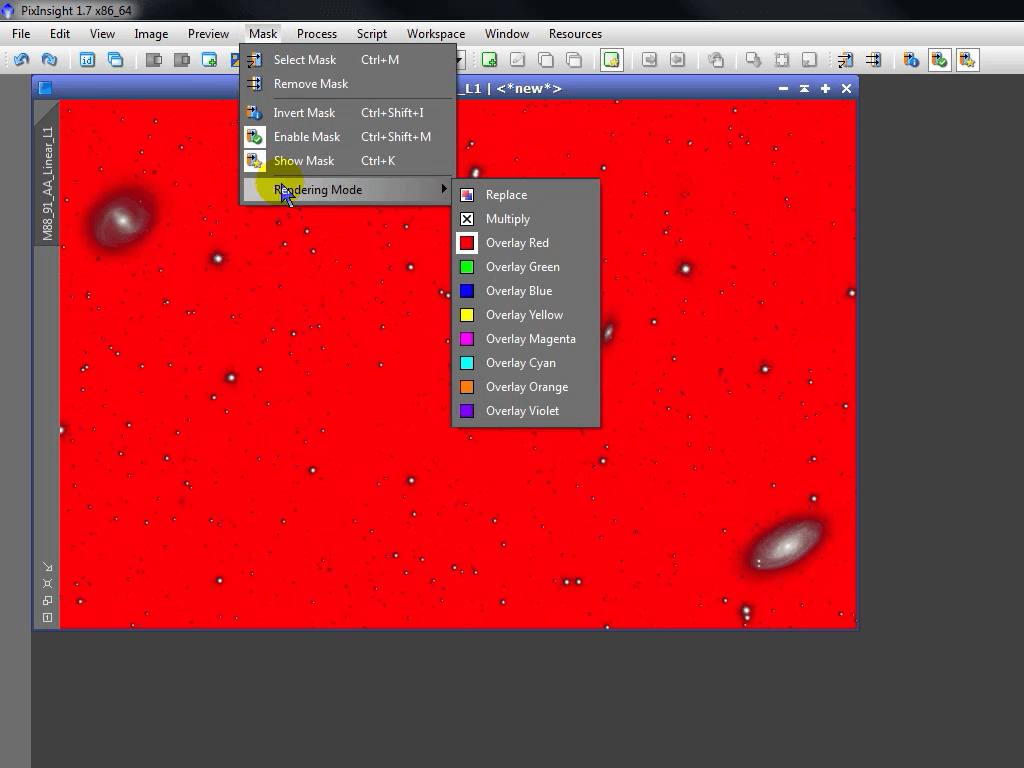 PixInsight 1.7 x86_64
File Edit View Image Preview Mask Process Script Workspace Window Resources
id
_L1 | <*new*>
M88_91_AA_Linear_L1
Select Mask Ctrl+M
Remove Mask
Invert Mask Ctrl+Shift+I
Enable Mask Ctrl+Shift+M
Show Mask Ctrl+K
Rendering Mode
Replace
Multiply
Overlay Red
Overlay Green
Overlay Blue
Overlay Yellow
Overlay Magenta
Overlay Cyan
Overlay Orange
Overlay Violet